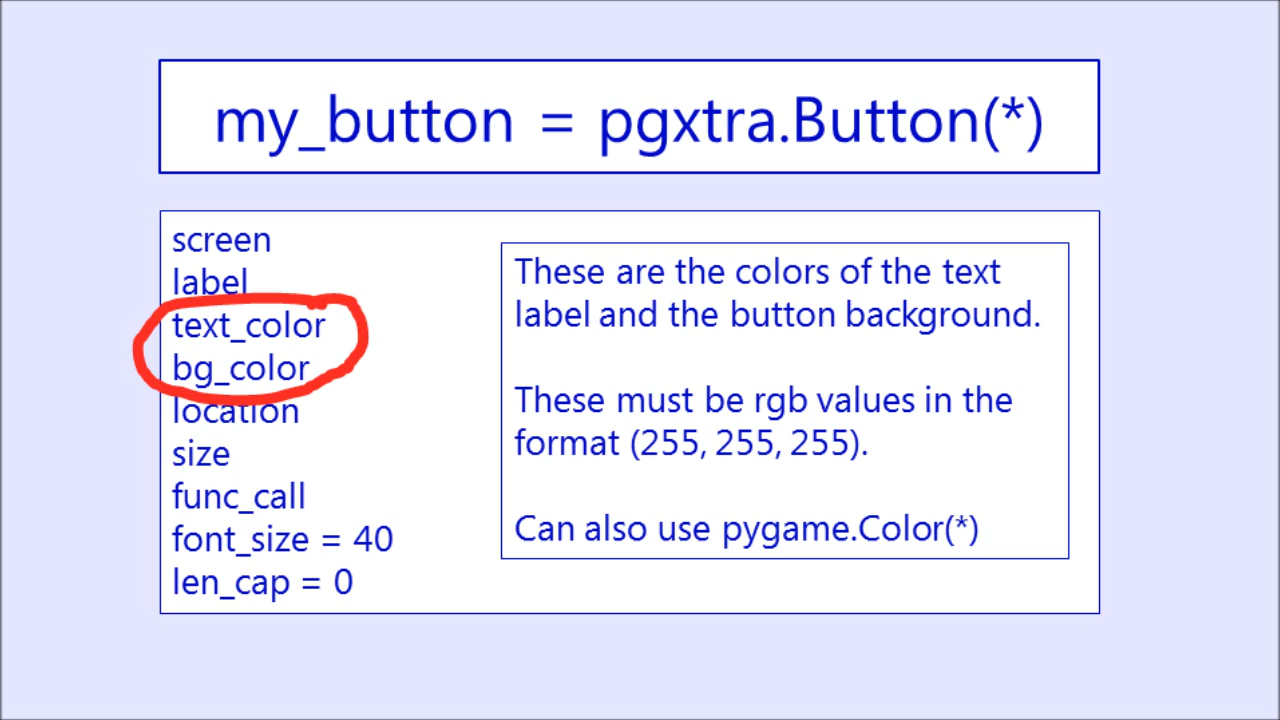 my_button = pgxtra.Button(*)
screen
label
text_color
bg_color
location
size
func_call
font_size = 40
len_cap = 0
These are the colors of the text
label and the button background.
These must be rgb values in the
format (255, 255, 255).
Can also use pygame.Color(*)